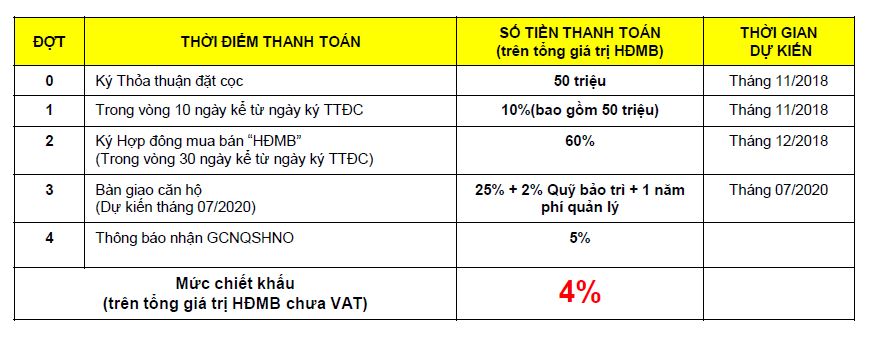 ĐỢT
THỜI ĐIỂM THANH TOÁN
SỐ TIỀN THANH TOÁN
(trên tổng giá trị HĐMB)
THỜI GIAN
DỰ KIẾN
0
Ký Thỏa thuận đặt cọc
50 triệu
Tháng 11/2018
1
Trong vòng 10 ngày kể từ ngày ký TTĐC
10%(bao gồm 50 triệu)
Tháng 11/2018
2
Ký Hợp đông mua bán “HĐMB”
(Trong vòng 30 ngày kể từ ngày ký TTĐC)
60%
Tháng 12/2018
3
Bàn giao căn hộ
(Dự kiến tháng 07/2020)
25% + 2% Quỹ bảo trì + 1 năm
phí quản lý
Tháng 07/2020
4
Thông báo nhận GCNQSHNO
5%
Mức chiết khấu
(trên tổng giá trị HĐMB chưa VAT)
4%